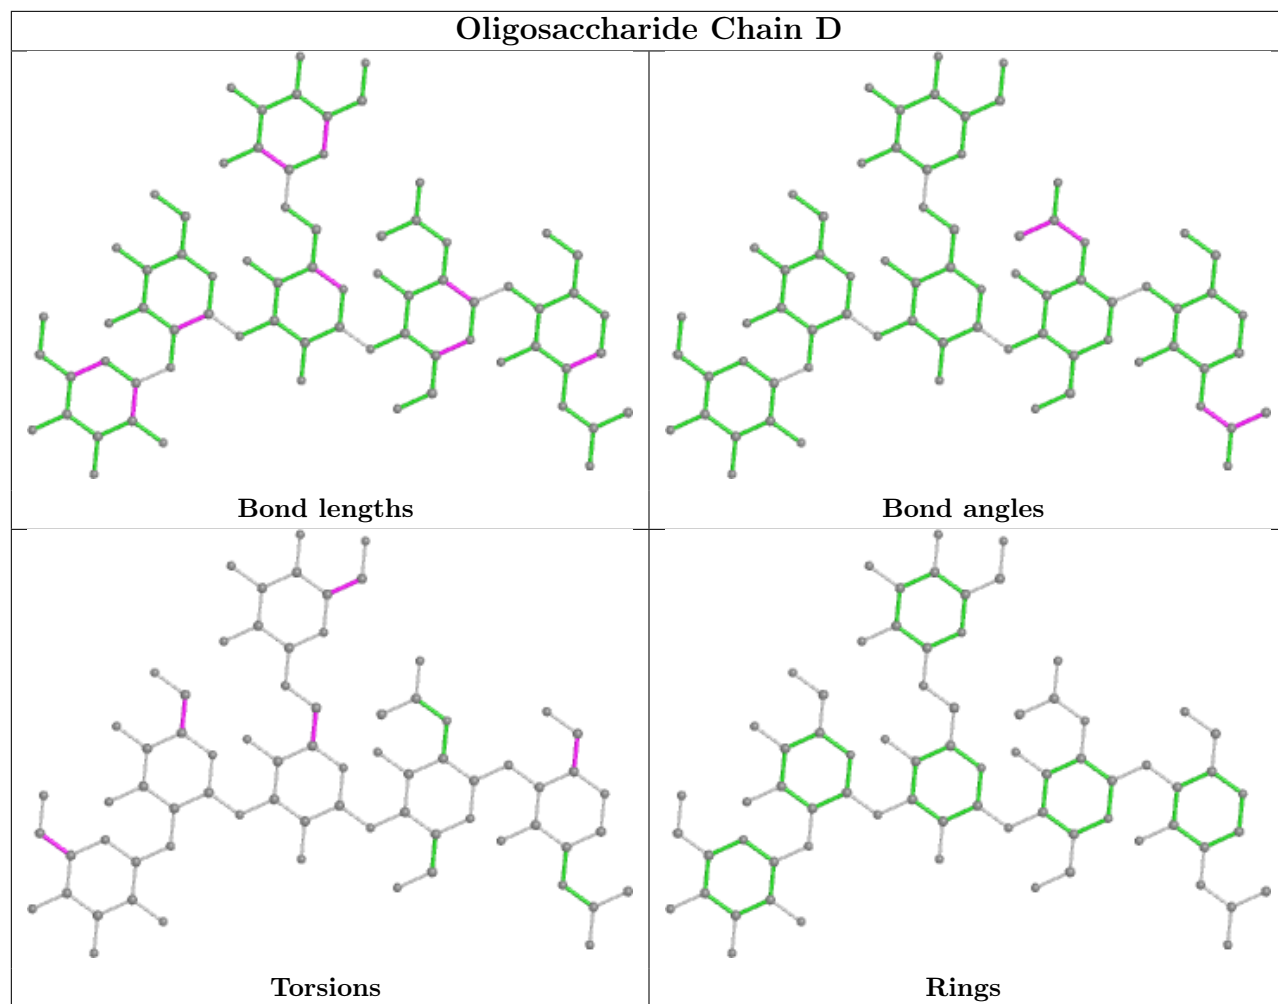 Oligosaccharide Chain D
Bond lengths
Bond angles
Torsions
Rings